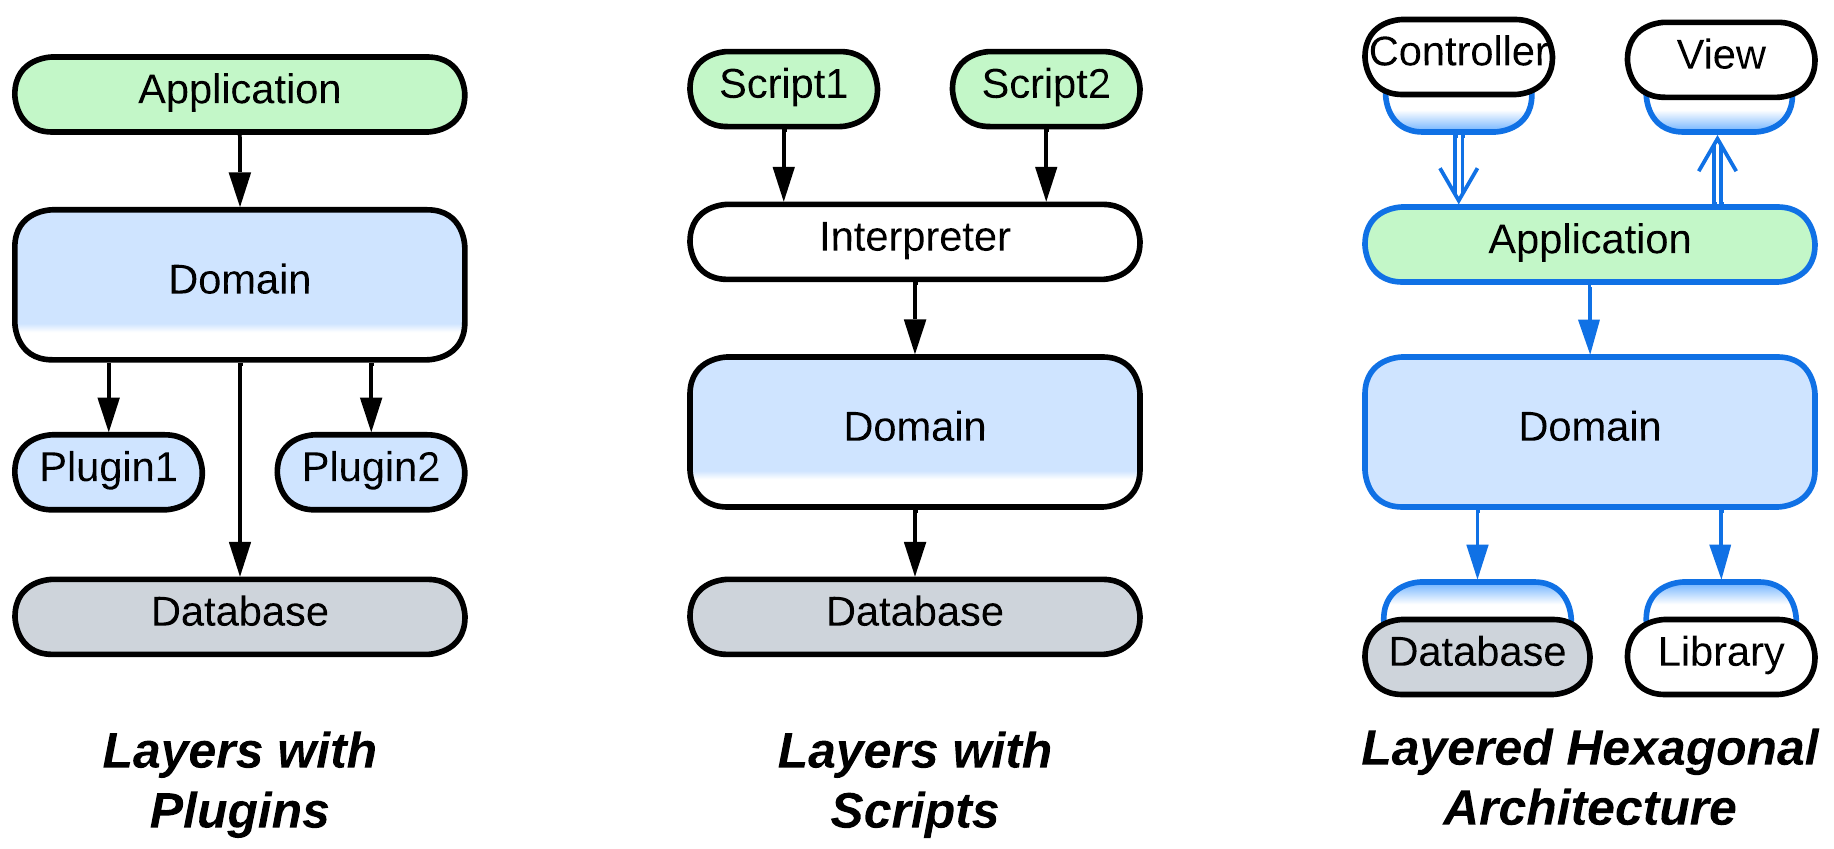 Application
Domain
Plugin1
Plugin2
Database
Layers with
Plugins
Script1
Script2
Interpreter
Domain
Database
Layers with
Scripts
Controller
View
Application
Domain
Database
Library
Layered Hexagonal
Architecture